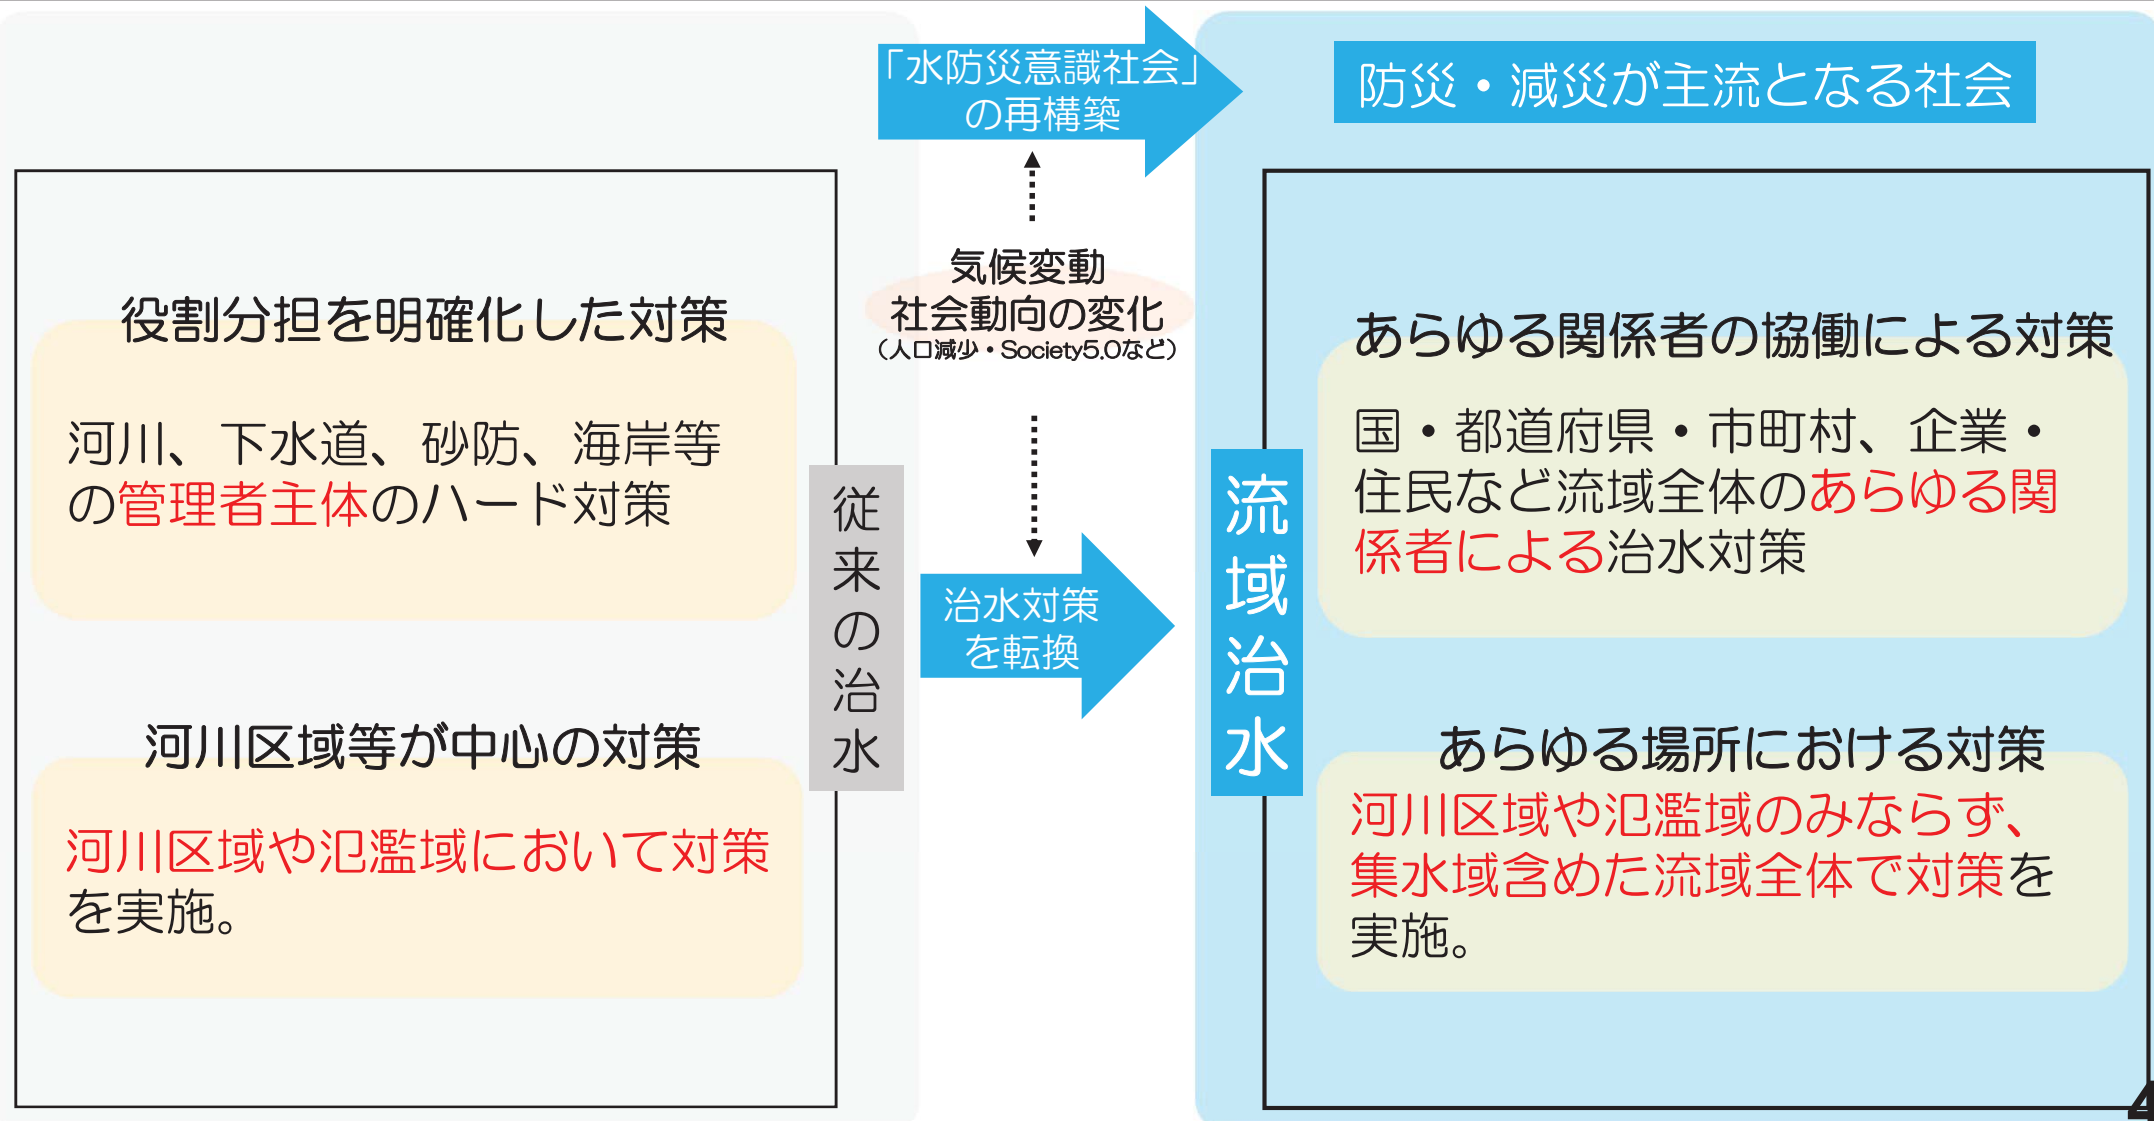 「水防災意識社会」
の再構築
防災・減災が主流となる社会
気候変動
社会動向の変化
（人口減少・Society5.0など）
役割分担を明確化した対策
河川、下水道、砂防、海岸等
の管理者主体のハード対策
河川区域等が中心の対策
河川区域や氾濫域において対策
を実施。
従来の治水
治水対策
を転換
流域治水
あらゆる関係者の協働による対策
国・都道府県・市町村、企業・
住民など流域全体のあらゆる関
係者による治水対策
あらゆる場所における対策
河川区域や氾濫域のみならず、
集水域含めた流域全体で対策を
実施。
4